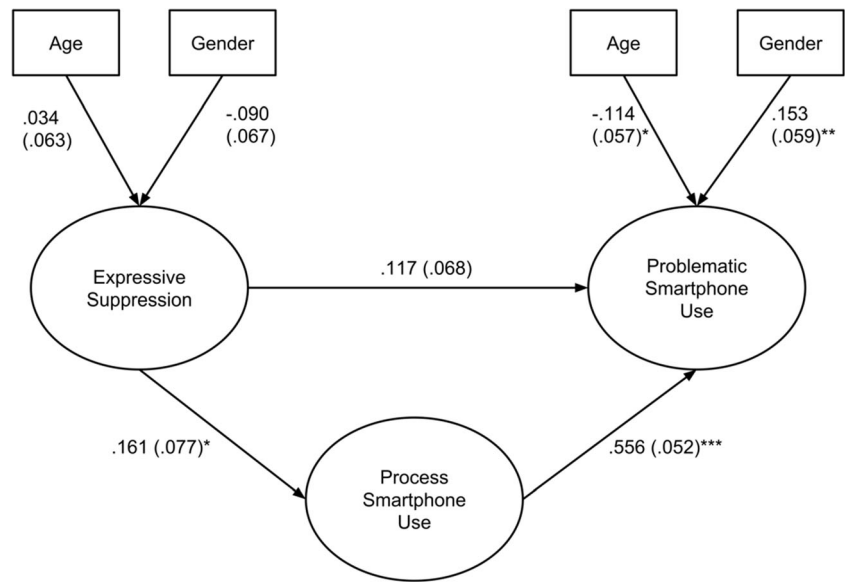 Age
Gender
Age
Gender
.034
(.063)
-.090
(.067)
-.114
(.057)*
.153
(.059)**
Expressive
Suppression
.117 (.068)
Problematic
Smartphone
Use
.161 (.077)*
.556 (.052)***
Process
Smartphone
Use